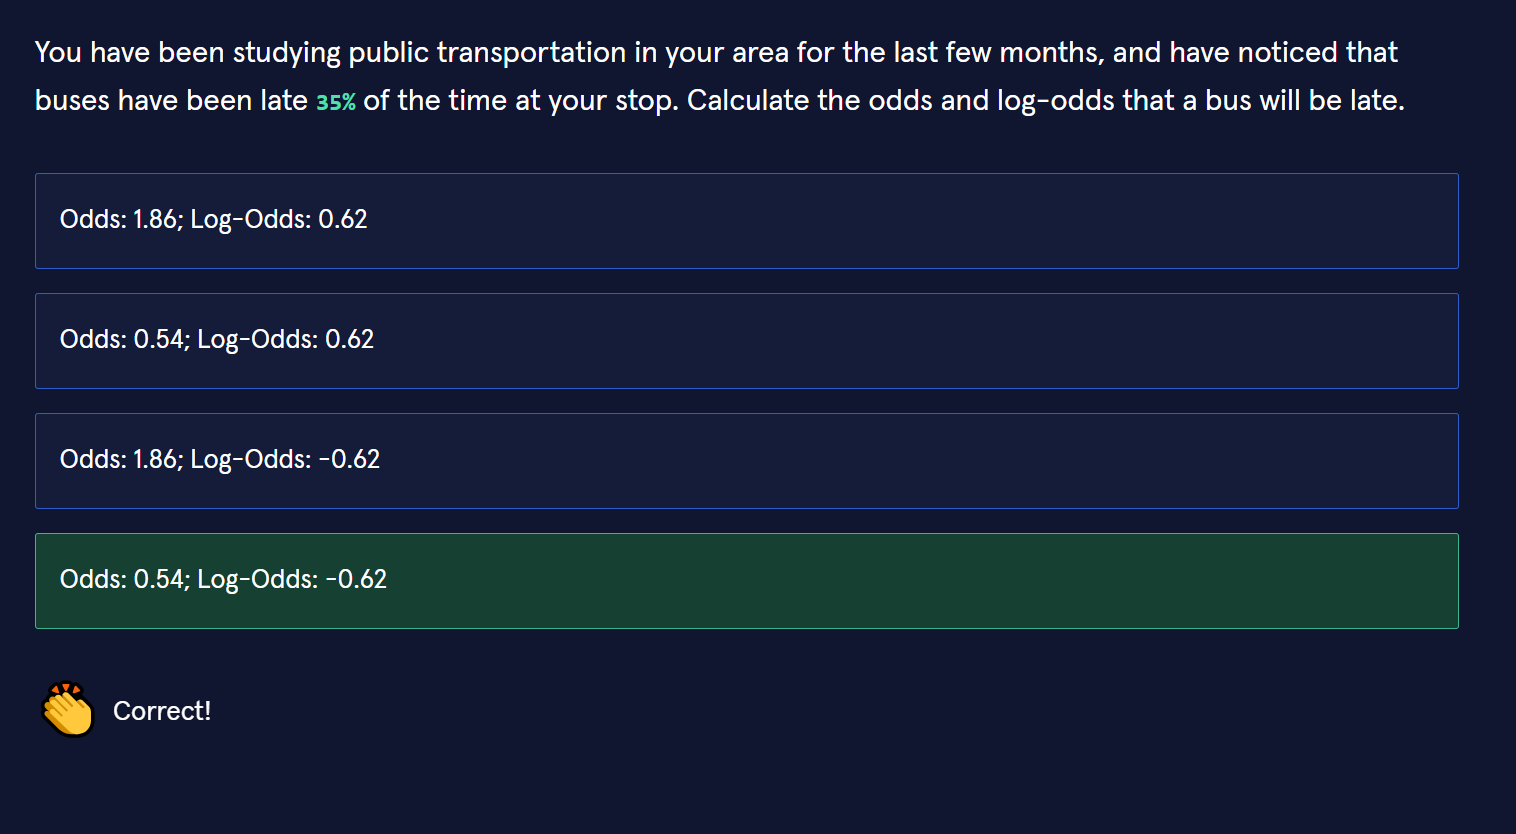 You have been studying public transportation in your area for the last few months, and have noticed that
buses have been late 35% of the time at your stop. Calculate the odds and log-odds that a bus will be late.
Odds: 1.86; Log-Odds: 0.62
Odds: 0.54; Log-Odds: 0.62
Odds: 1.86; Log-Odds: -0.62
Odds: 0.54; Log-Odds: -0.62
Correct!